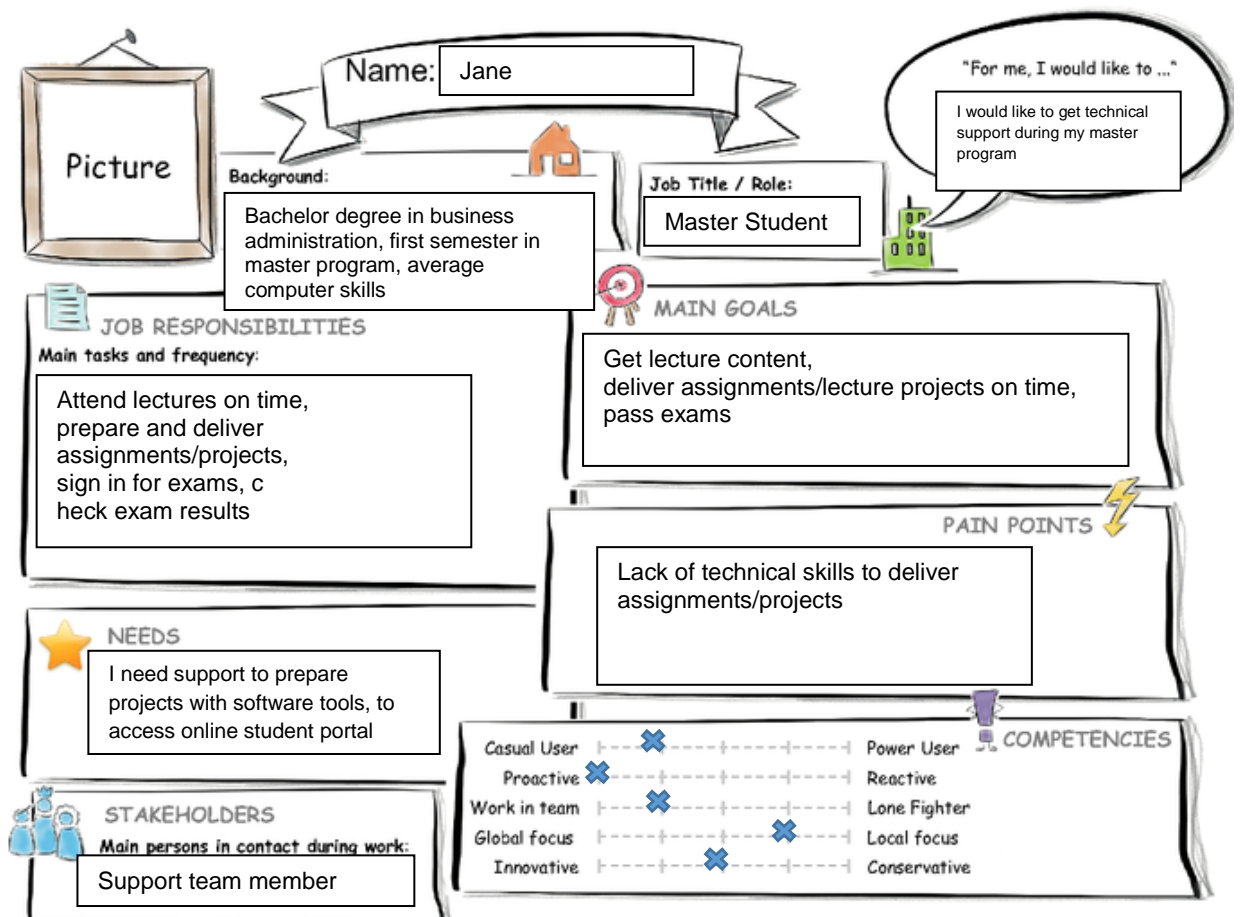 Name: Jane
Picture
"For me, I would like to ..."
I would like to get technical
support during my master
program
Background:
Bachelor degree in business
administration, first semester in
master program, average
computer skills
Job Title / Role:
Master Student
JOB RESPONSIBILITIES
Main tasks and frequency:
Attend lectures on time,
prepare and deliver
assignments/projects,
sign in for exams, c
heck exam results
MAIN GOALS
Get lecture content,
deliver assignments/lecture projects on time,
pass exams
PAIN POINTS
Lack of technical skills to deliver
assignments/projects
NEEDS
I need support to prepare
projects with software tools, to
access online student portal
COMPETENCIES
Casual User Power User
Proactive Reactive
Work in team Lone Fighter
Global focus Local focus
Innovative Conservative
STAKEHOLDERS
Main persons in contact during work:
Support team member